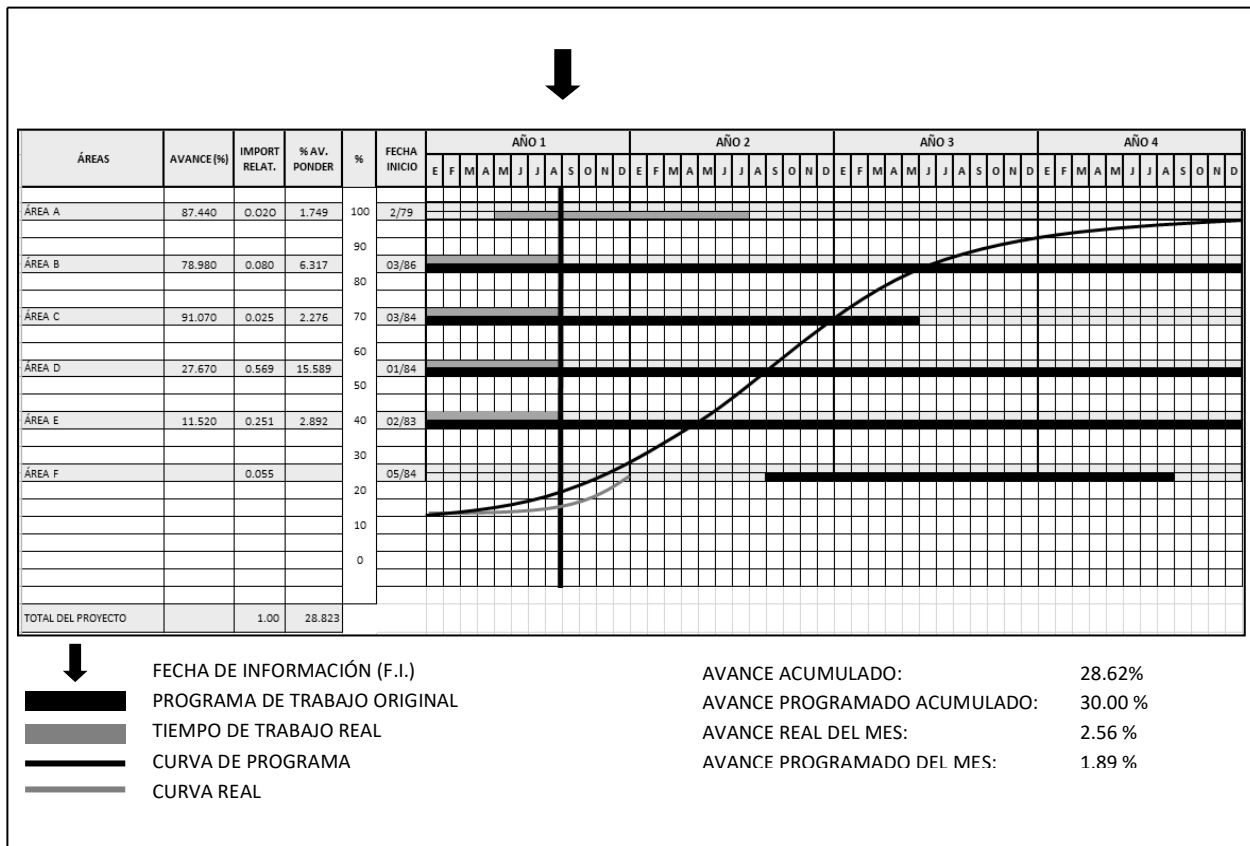 ÁREAS AVANCE (%) IMPORT RELAT. % AV. PONDER % FECHA INICIO AÑO 1 AÑO 2 AÑO 3 AÑO 4
E F M A M J J A S O N D E F M A M J J A S O N D E F M A M J J A S O N D E F M A M J J A S O N D
ÁREA A 87.440 0.020 1.749 100 2/79
90
ÁREA B 78.980 0.080 6.317 03/86
80
ÁREA C 91.070 0.025 2.276 70 03/84
60
ÁREA D 27.670 0.569 15.589 01/84
50
ÁREA E 11.520 0.251 2.892 40 02/83
30
ÁREA F 0.055 05/84
20
10
0
TOTAL DEL PROYECTO 1.00 28.823
FECHA DE INFORMACIÓN (F.I.)
PROGRAMA DE TRABAJO ORIGINAL
TIEMPO DE TRABAJO REAL
CURVA DE PROGRAMA
CURVA REAL
AVANCE ACUMULADO: 28.62%
AVANCE PROGRAMADO ACUMULADO: 30.00 %
AVANCE REAL DEL MES: 2.56 %
AVANCE PROGRAMADO DEL MES: 1.89 %